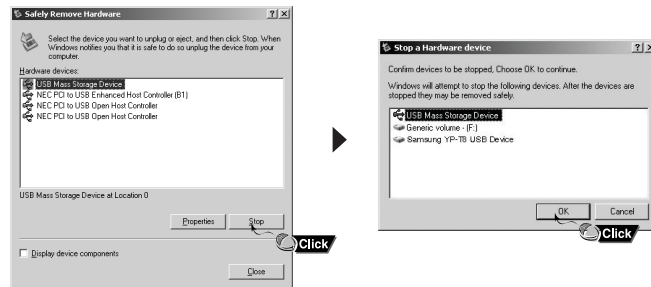 Safely Remove Hardware
Select the device you want to unplug or eject, and then click Stop. When
Windows notifies you that it is safe to do so unplug the device from your
computer.
Hardware devices:
USB Mass Storage Device
NEC PCI to USB Enhanced Host Controller (B1)
NEC PCI to USB Open Host Controller
NEC PCI to USB Open Host Controller
USB Mass Storage Device at Location 0
Properties
Stop
Click
Display device components
Close
Stop a Hardware device
Confirm devices to be stopped, Choose OK to continue.
Windows will attempt to stop the following devices. After the devices are
stopped they may be removed safely.
USB Mass Storage Device
Generic volume - (F:)
Samsung YP-T8 USB Device
OK
Cancel
Click